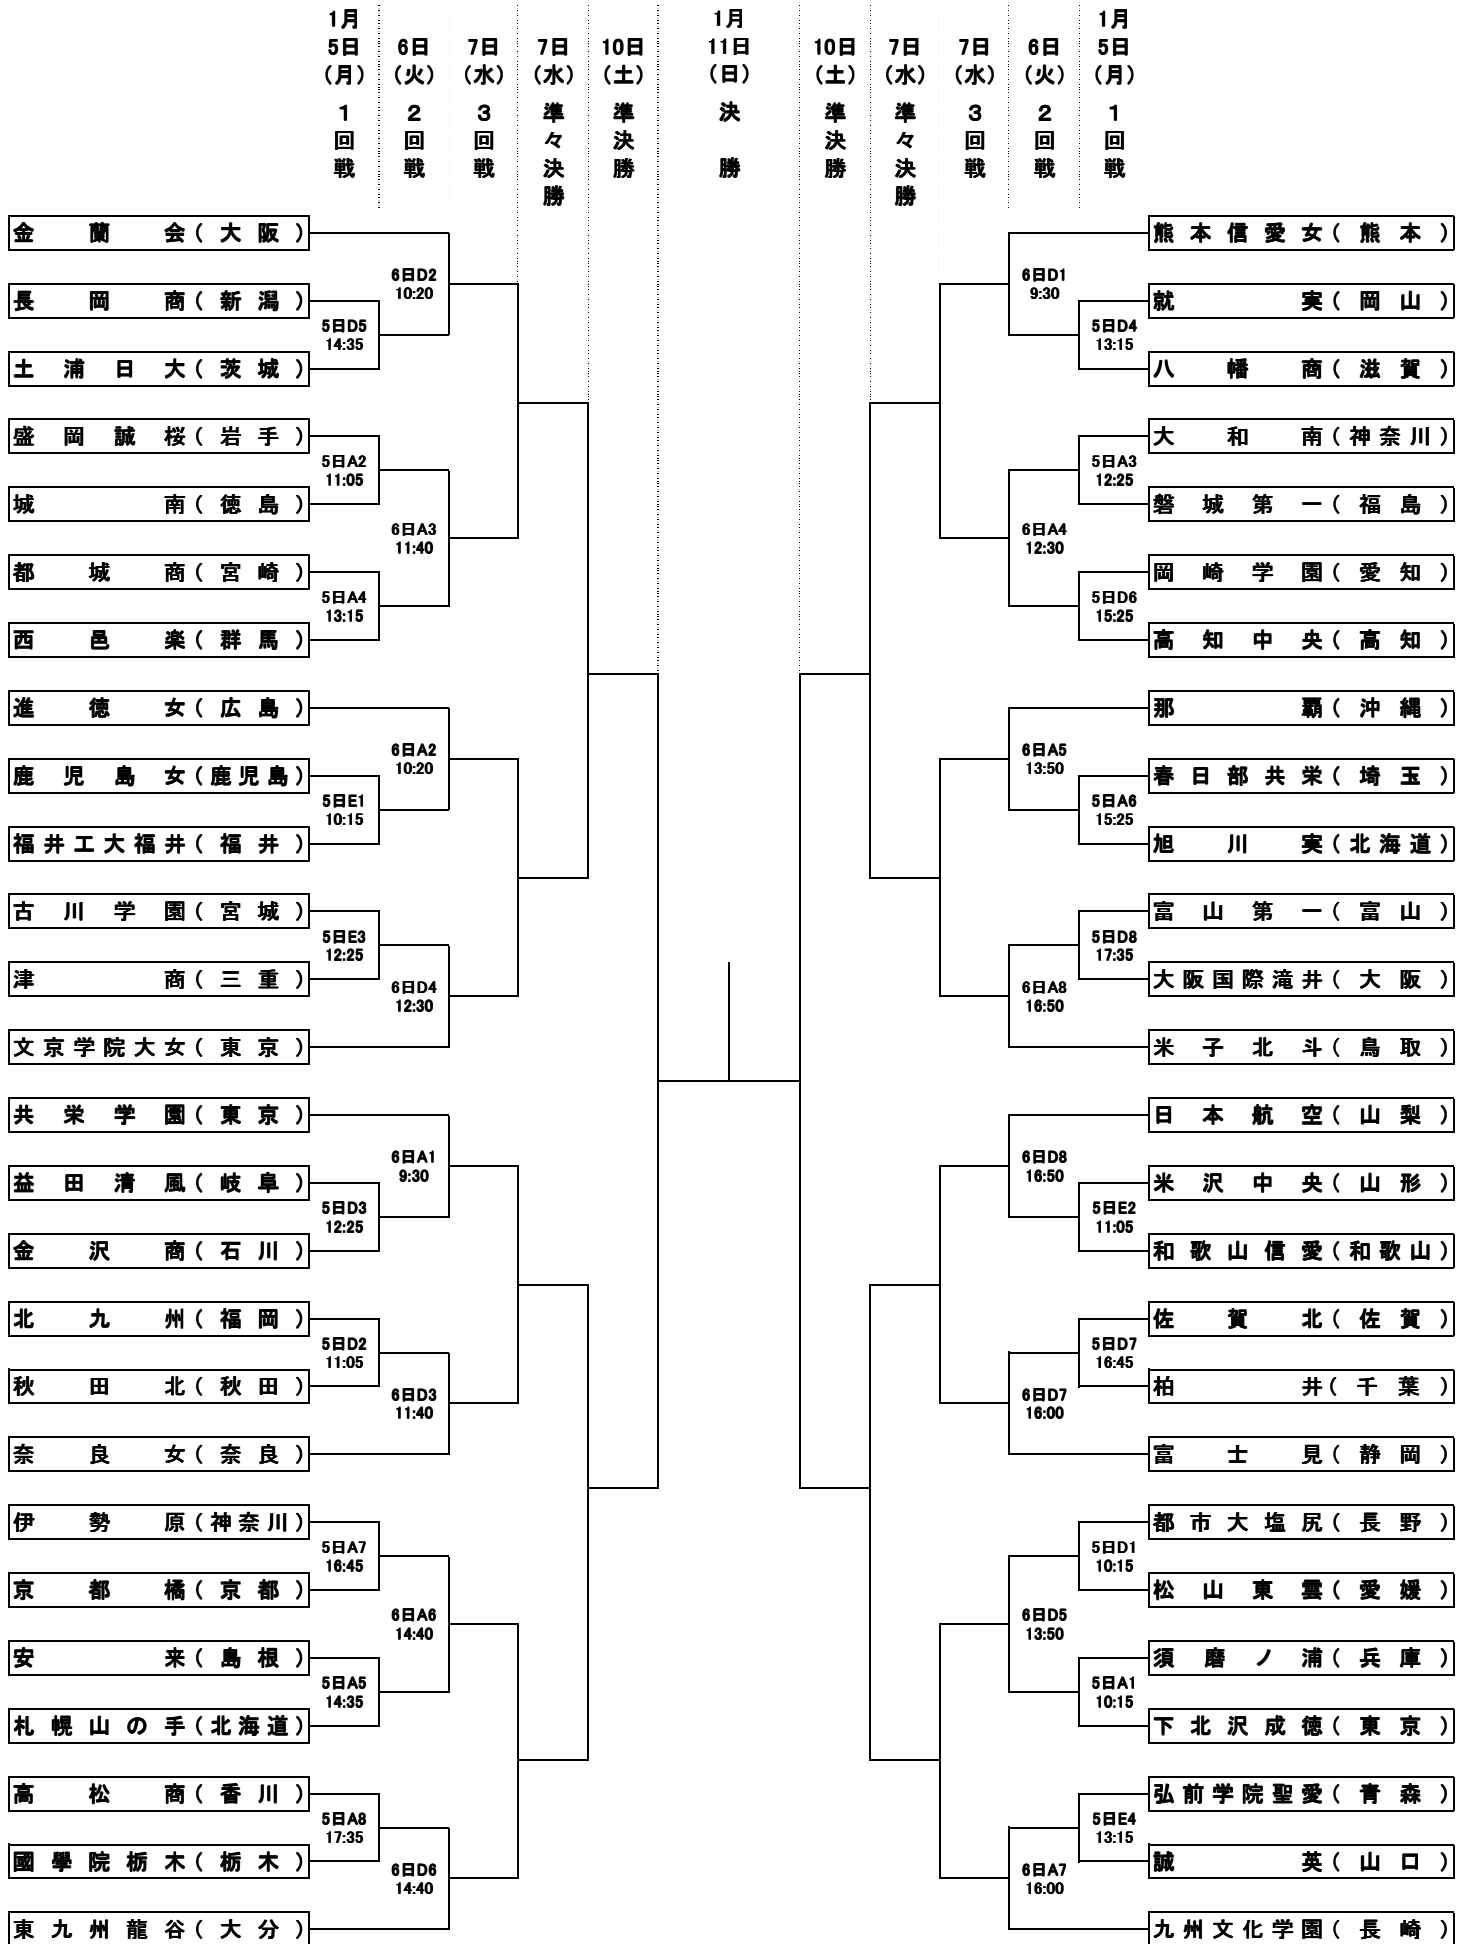 1月
5日
(月)
1回戦
6日
(火)
2回戦
7日
(水)
3回戦
7日
(水)
準々決勝
10日
(土)
準決勝
1月
11日
(日)
決勝
10日
(土)
準決勝
7日
(水)
準々決勝
7日
(水)
3回戦
6日
(火)
2回戦
1月
5日
(月)
1回戦
金蘭会(大阪)
長岡商(新潟)
土浦日大(茨城)
盛岡誠桜(岩手)
城南(徳島)
都城商(宮崎)
西邑楽(群馬)
進徳女(広島)
鹿児島女(鹿児島)
福井工大福井(福井)
古川学園(宮城)
津商(三重)
文京学院大女(東京)
共栄学園(東京)
益田清風(岐阜)
金沢商(石川)
北九州(福岡)
秋田北(秋田)
奈良女(奈良)
伊勢原(神奈川)
京都橘(京都)
安来(島根)
札幌山の手(北海道)
高松商(香川)
國學院栃木(栃木)
東九州龍谷(大分)
5日D5
14:35
5日A2
11:05
5日A4
13:15
5日E1
10:15
5日E3
12:25
5日D3
12:25
5日D2
11:05
5日A7
16:45
5日A5
14:35
5日A8
17:35
6日D2
10:20
6日A3
11:40
6日A2
10:20
6日D4
12:30
6日A1
9:30
6日D3
11:40
6日A6
14:40
6日D6
14:40
6日D1
9:30
6日A4
12:30
6日A5
13:50
6日A8
16:50
6日D8
16:50
6日D7
16:00
6日D5
13:50
6日A7
16:00
5日D4
13:15
5日A3
12:25
5日D6
15:25
5日A6
15:25
5日D8
17:35
5日E2
11:05
5日D7
16:45
5日D1
10:15
5日A1
10:15
5日E4
13:15
熊本信愛女(熊本)
就実(岡山)
八幡商(滋賀)
大和南(神奈川)
磐城第一(福島)
岡崎学園(愛知)
高知中央(高知)
那覇(沖縄)
春日部共栄(埼玉)
旭川実(北海道)
富山第一(富山)
大阪国際滝井(大阪)
米子北斗(鳥取)
日本航空(山梨)
米沢中央(山形)
和歌山信愛(和歌山)
佐賀北(佐賀)
柏井(千葉)
富士見(静岡)
都市大塩尻(長野)
松山東雲(愛媛)
須磨ノ浦(兵庫)
下北沢成徳(東京)
弘前学院聖愛(青森)
誠英(山口)
九州文化学園(長崎)